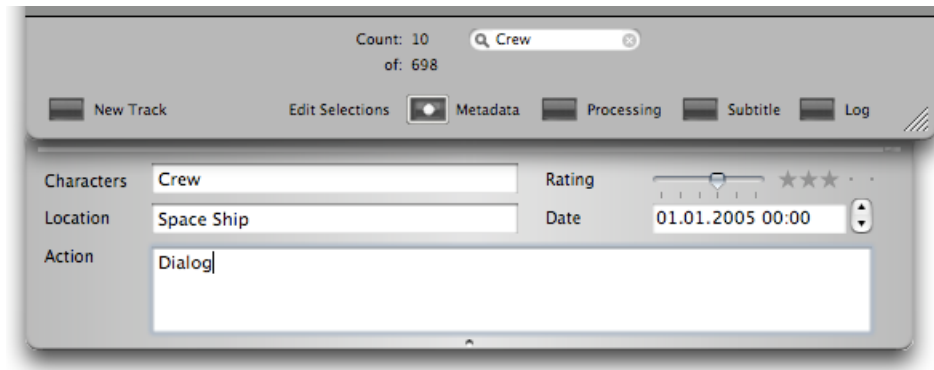 Count: 10 Crew
of: 698
New Track Edit Selections Metadata Processing Subtitle Log
Characters Crew Rating
Location Space Ship Date 01.01.2005 00:00
Action Dialog